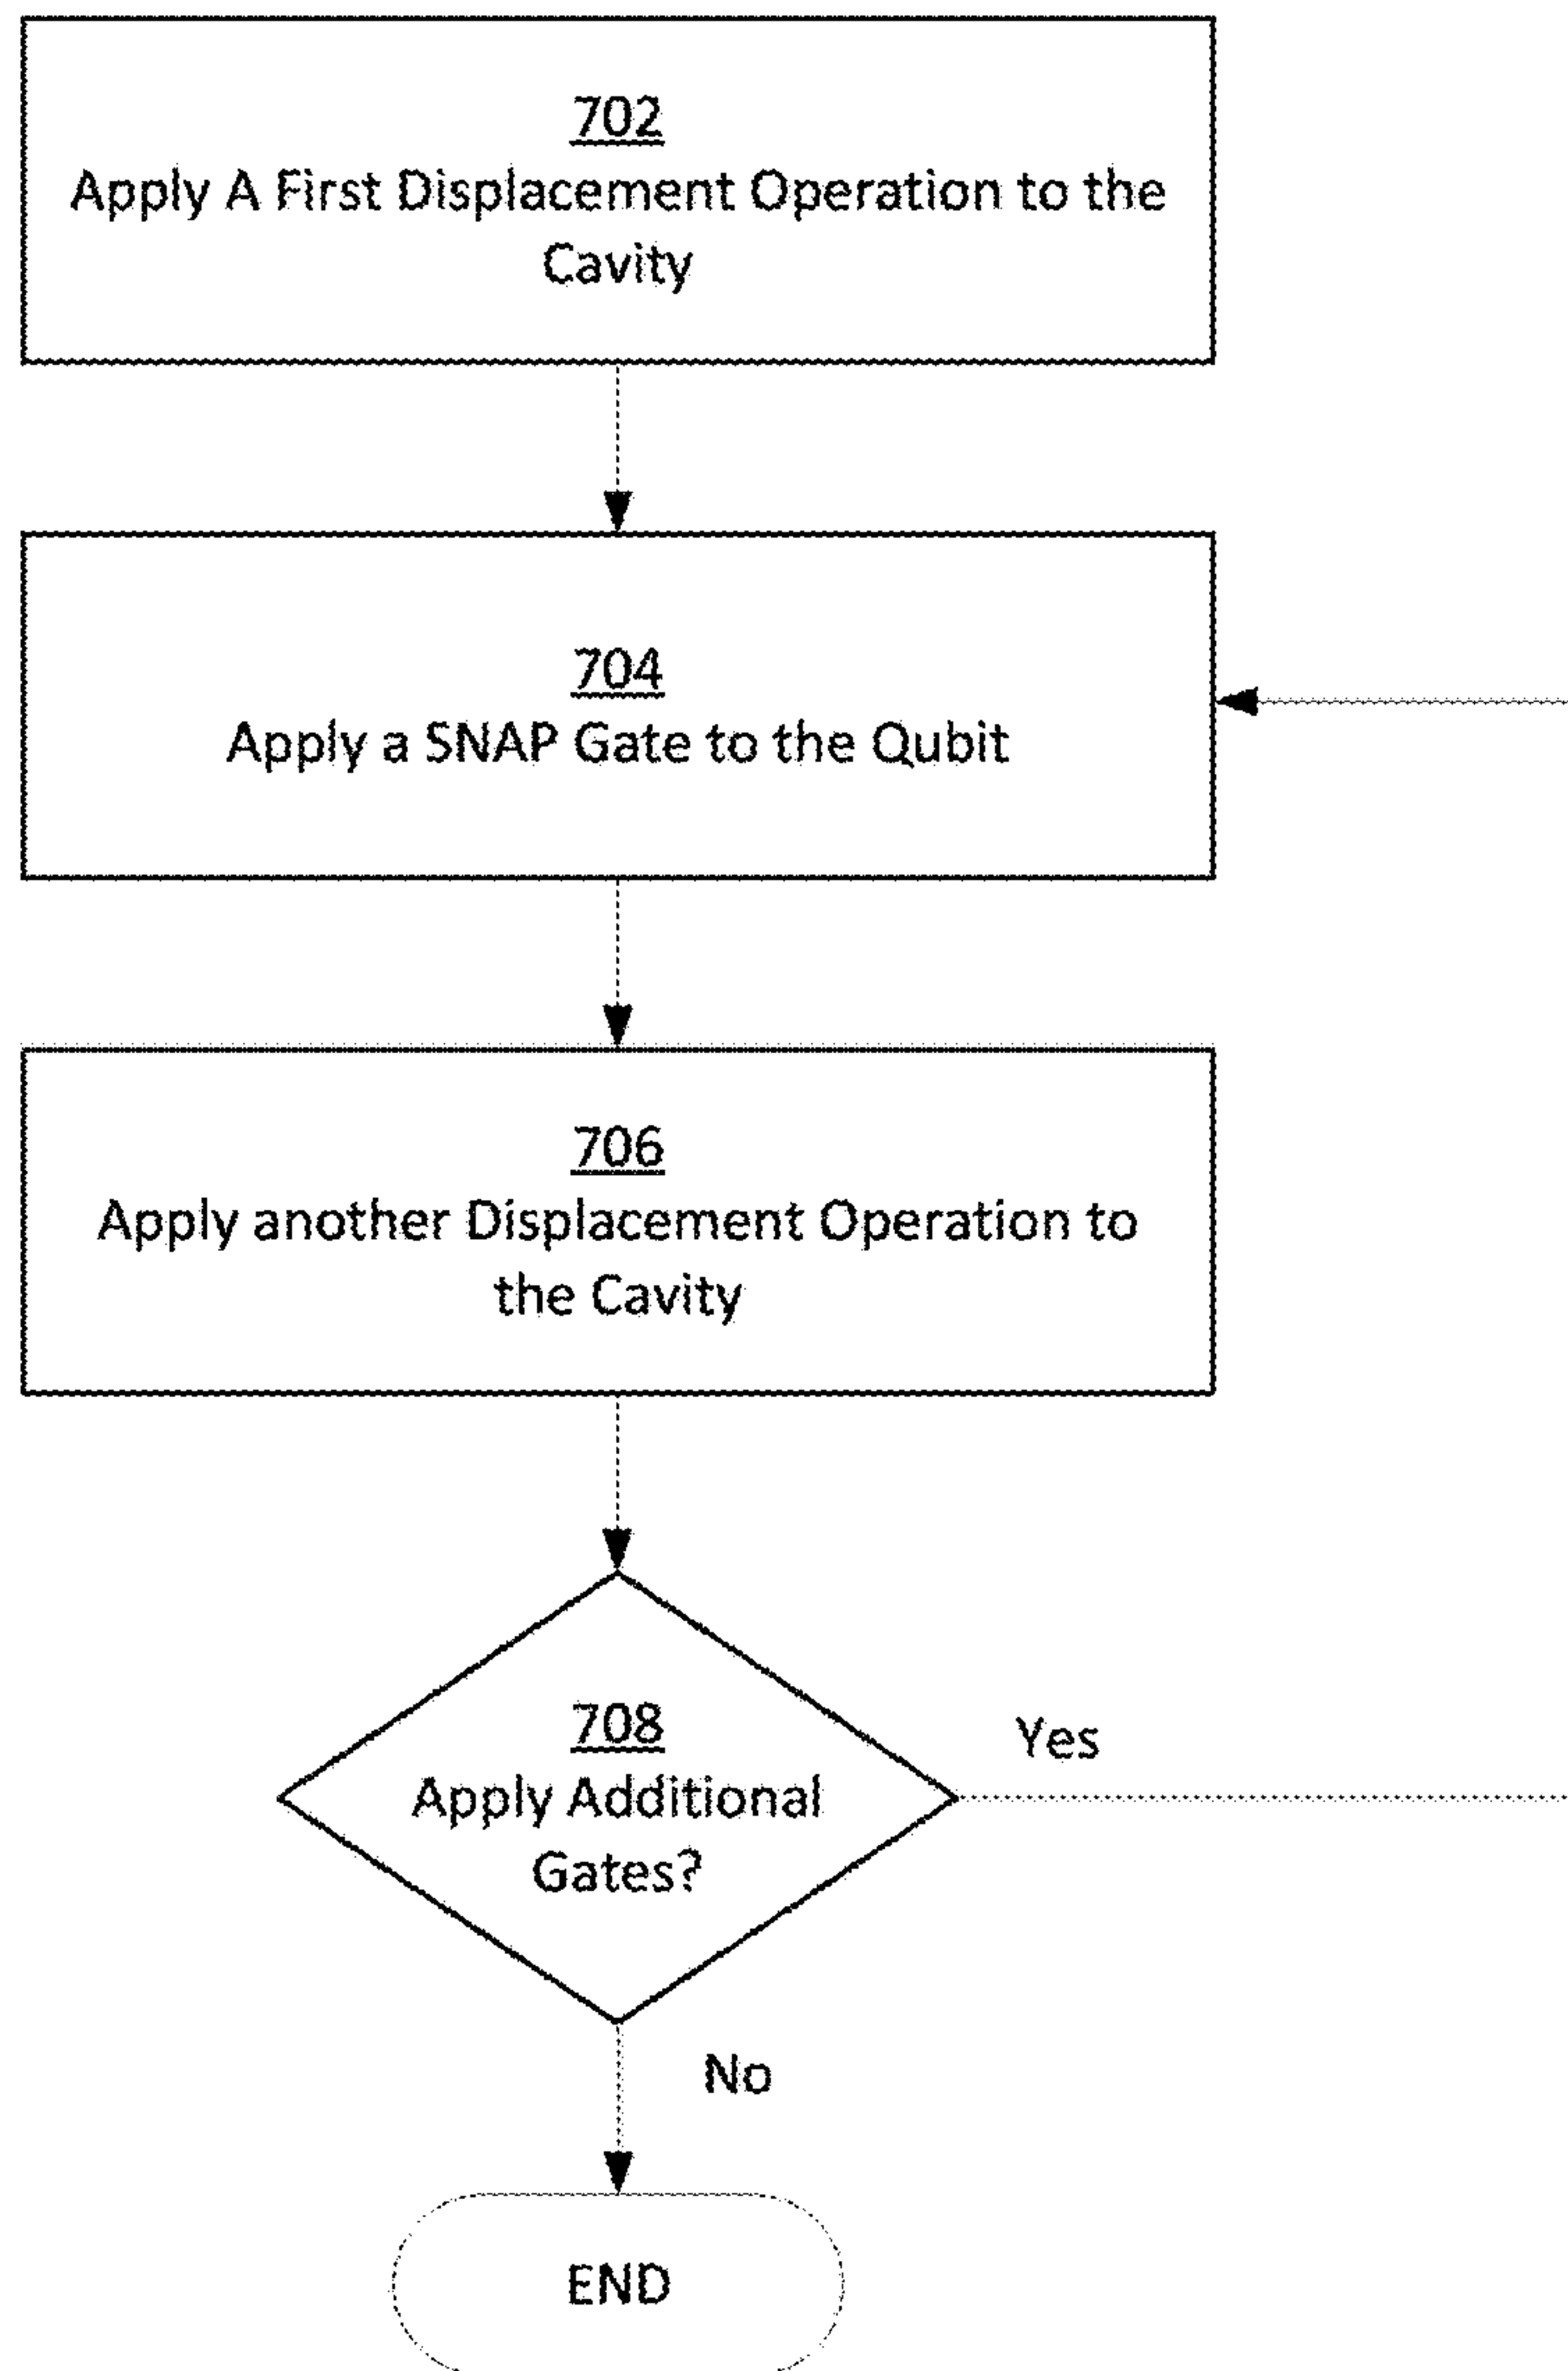 702
Apply A First Displacement Operation to the
Cavity
704
Apply a SNAP Gate to the Qubit
706
Apply another Displacement Operation to
the Cavity
708
Apply Additional
Gates?
Yes
No
END